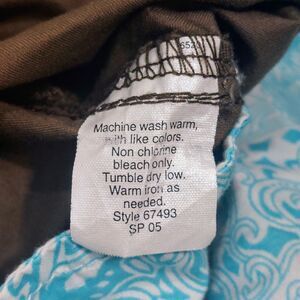 Machine wash warm,
with like colors.
Non chlorine
bleach only.
Tumble dry low.
Warm iron as
needed.
Style 67493
SP 05